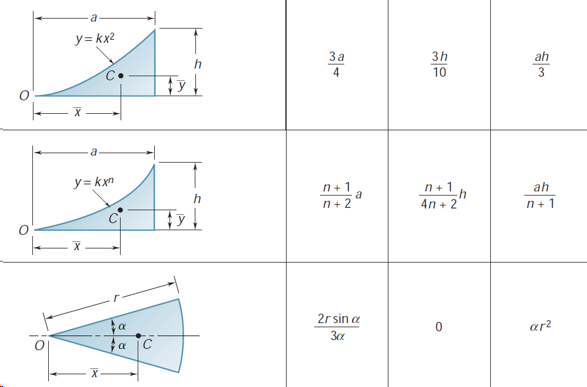 a
y = kx²
h
C
y̅
O
x̅
3a/4
3h/10
ah/3
a
y = kxⁿ
h
C
y̅
O
x̅
(n + 1)/(n + 2) a
(n + 1)/(4n + 2) h
ah/(n + 1)
r
α
α
O
C
x̅
2r sin α/3α
0
αr²